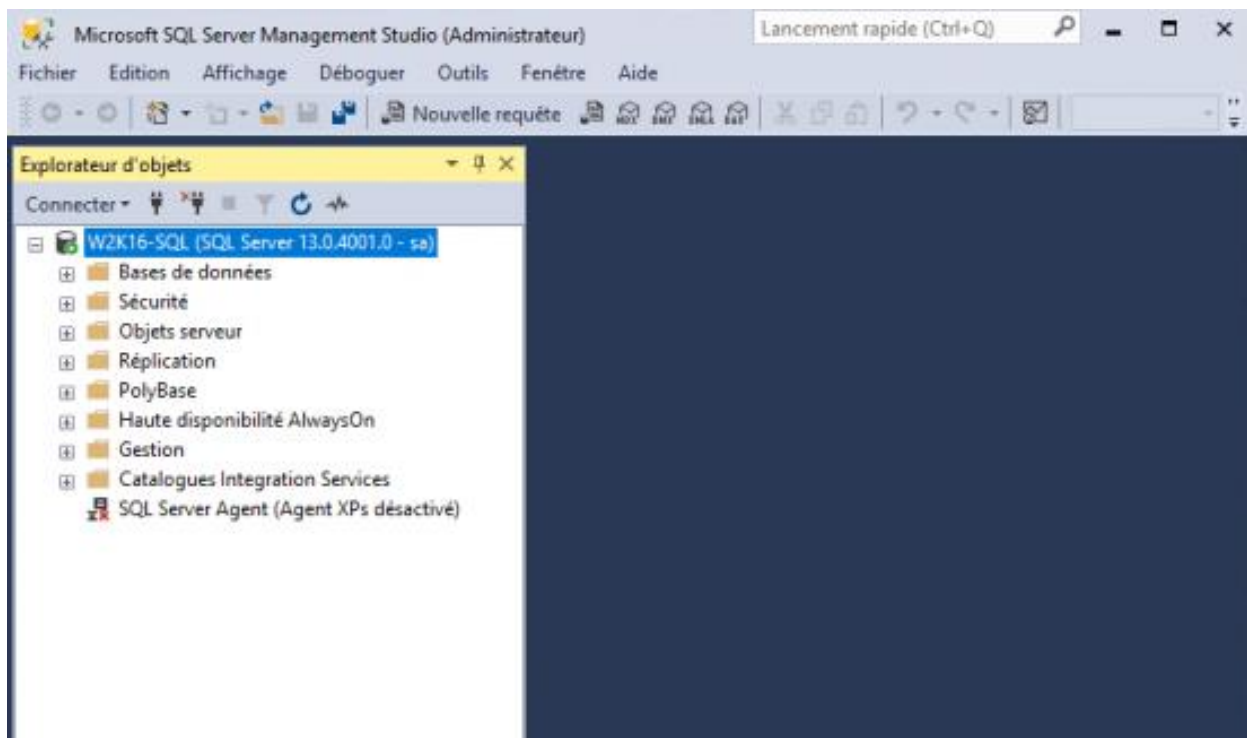 Microsoft SQL Server Management Studio (Administrateur)
Lancement rapide (Ctrl+Q)
Fichier Edition Affichage Déboguer Outils Fenêtre Aide
Nouvelle requête
Explorateur d'objets
Connecter
W2K16-SQL (SQL Server 13.0.4001.0 - sa)
Bases de données
Sécurité
Objets serveur
Réplication
PolyBase
Haute disponibilité AlwaysOn
Gestion
Catalogues Integration Services
SQL Server Agent (Agent XPs désactivé)